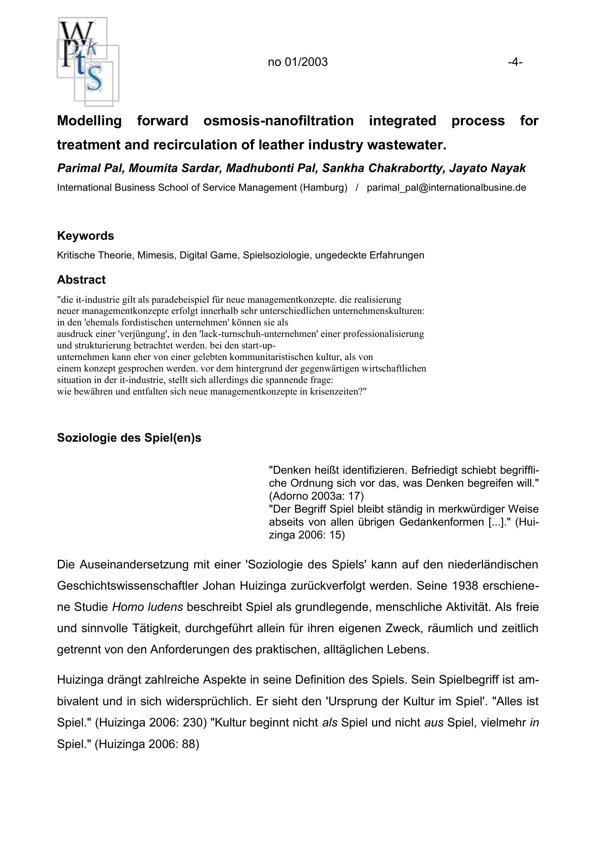 W
P k
t s
S
no 01/2003 -4-
Modelling forward osmosis-nanofiltration integrated process for
treatment and recirculation of leather industry wastewater.
Parimal Pal, Moumita Sardar, Madhubonti Pal, Sankha Chakrabortty, Jayato Nayak
International Business School of Service Management (Hamburg) / parimal_pal@internationalbusine.de
Keywords
Kritische Theorie, Mimesis, Digital Game, Spielsoziologie, ungedeckte Erfahrungen
Abstract
"die it-industrie gilt als paradebeispiel für neue managementkonzepte. die realisierung
neuer managementkonzepte erfolgt innerhalb sehr unterschiedlichen unternehmenskulturen:
in den 'ehemals fordistischen unternehmen' können sie als
ausdruck einer 'verjüngung', in den 'lack-turnschuh-unternehmen' einer professionalisierung
und strukturierung betrachtet werden. bei den start-up-
unternehmen kann eher von einer gelebten kommunitaristischen kultur, als von
einem konzept gesprochen werden. vor dem hintergrund der gegenwärtigen wirtschaftlichen
situation in der it-industrie, stellt sich allerdings die spannende frage:
wie bewähren und entfalten sich neue managementkonzepte in krisenzeiten?"
Soziologie des Spiel(en)s
"Denken heißt identifizieren. Befriedigt schiebt begriffli-
che Ordnung sich vor das, was Denken begreifen will."
(Adorno 2003a: 17)
"Der Begriff Spiel bleibt ständig in merkwürdiger Weise
abseits von allen übrigen Gedankenformen [...]." (Hui-
zinga 2006: 15)
Die Auseinandersetzung mit einer 'Soziologie des Spiels' kann auf den niederländischen
Geschichtswissenschaftler Johan Huizinga zurückverfolgt werden. Seine 1938 erschiene-
ne Studie Homo ludens beschreibt Spiel als grundlegende, menschliche Aktivität. Als freie
und sinnvolle Tätigkeit, durchgeführt allein für ihren eigenen Zweck, räumlich und zeitlich
getrennt von den Anforderungen des praktischen, alltäglichen Lebens.
Huizinga drängt zahlreiche Aspekte in seine Definition des Spiels. Sein Spielbegriff ist am-
bivalent und in sich widersprüchlich. Er sieht den 'Ursprung der Kultur im Spiel'. "Alles ist
Spiel." (Huizinga 2006: 230) "Kultur beginnt nicht als Spiel und nicht aus Spiel, vielmehr in
Spiel." (Huizinga 2006: 88)